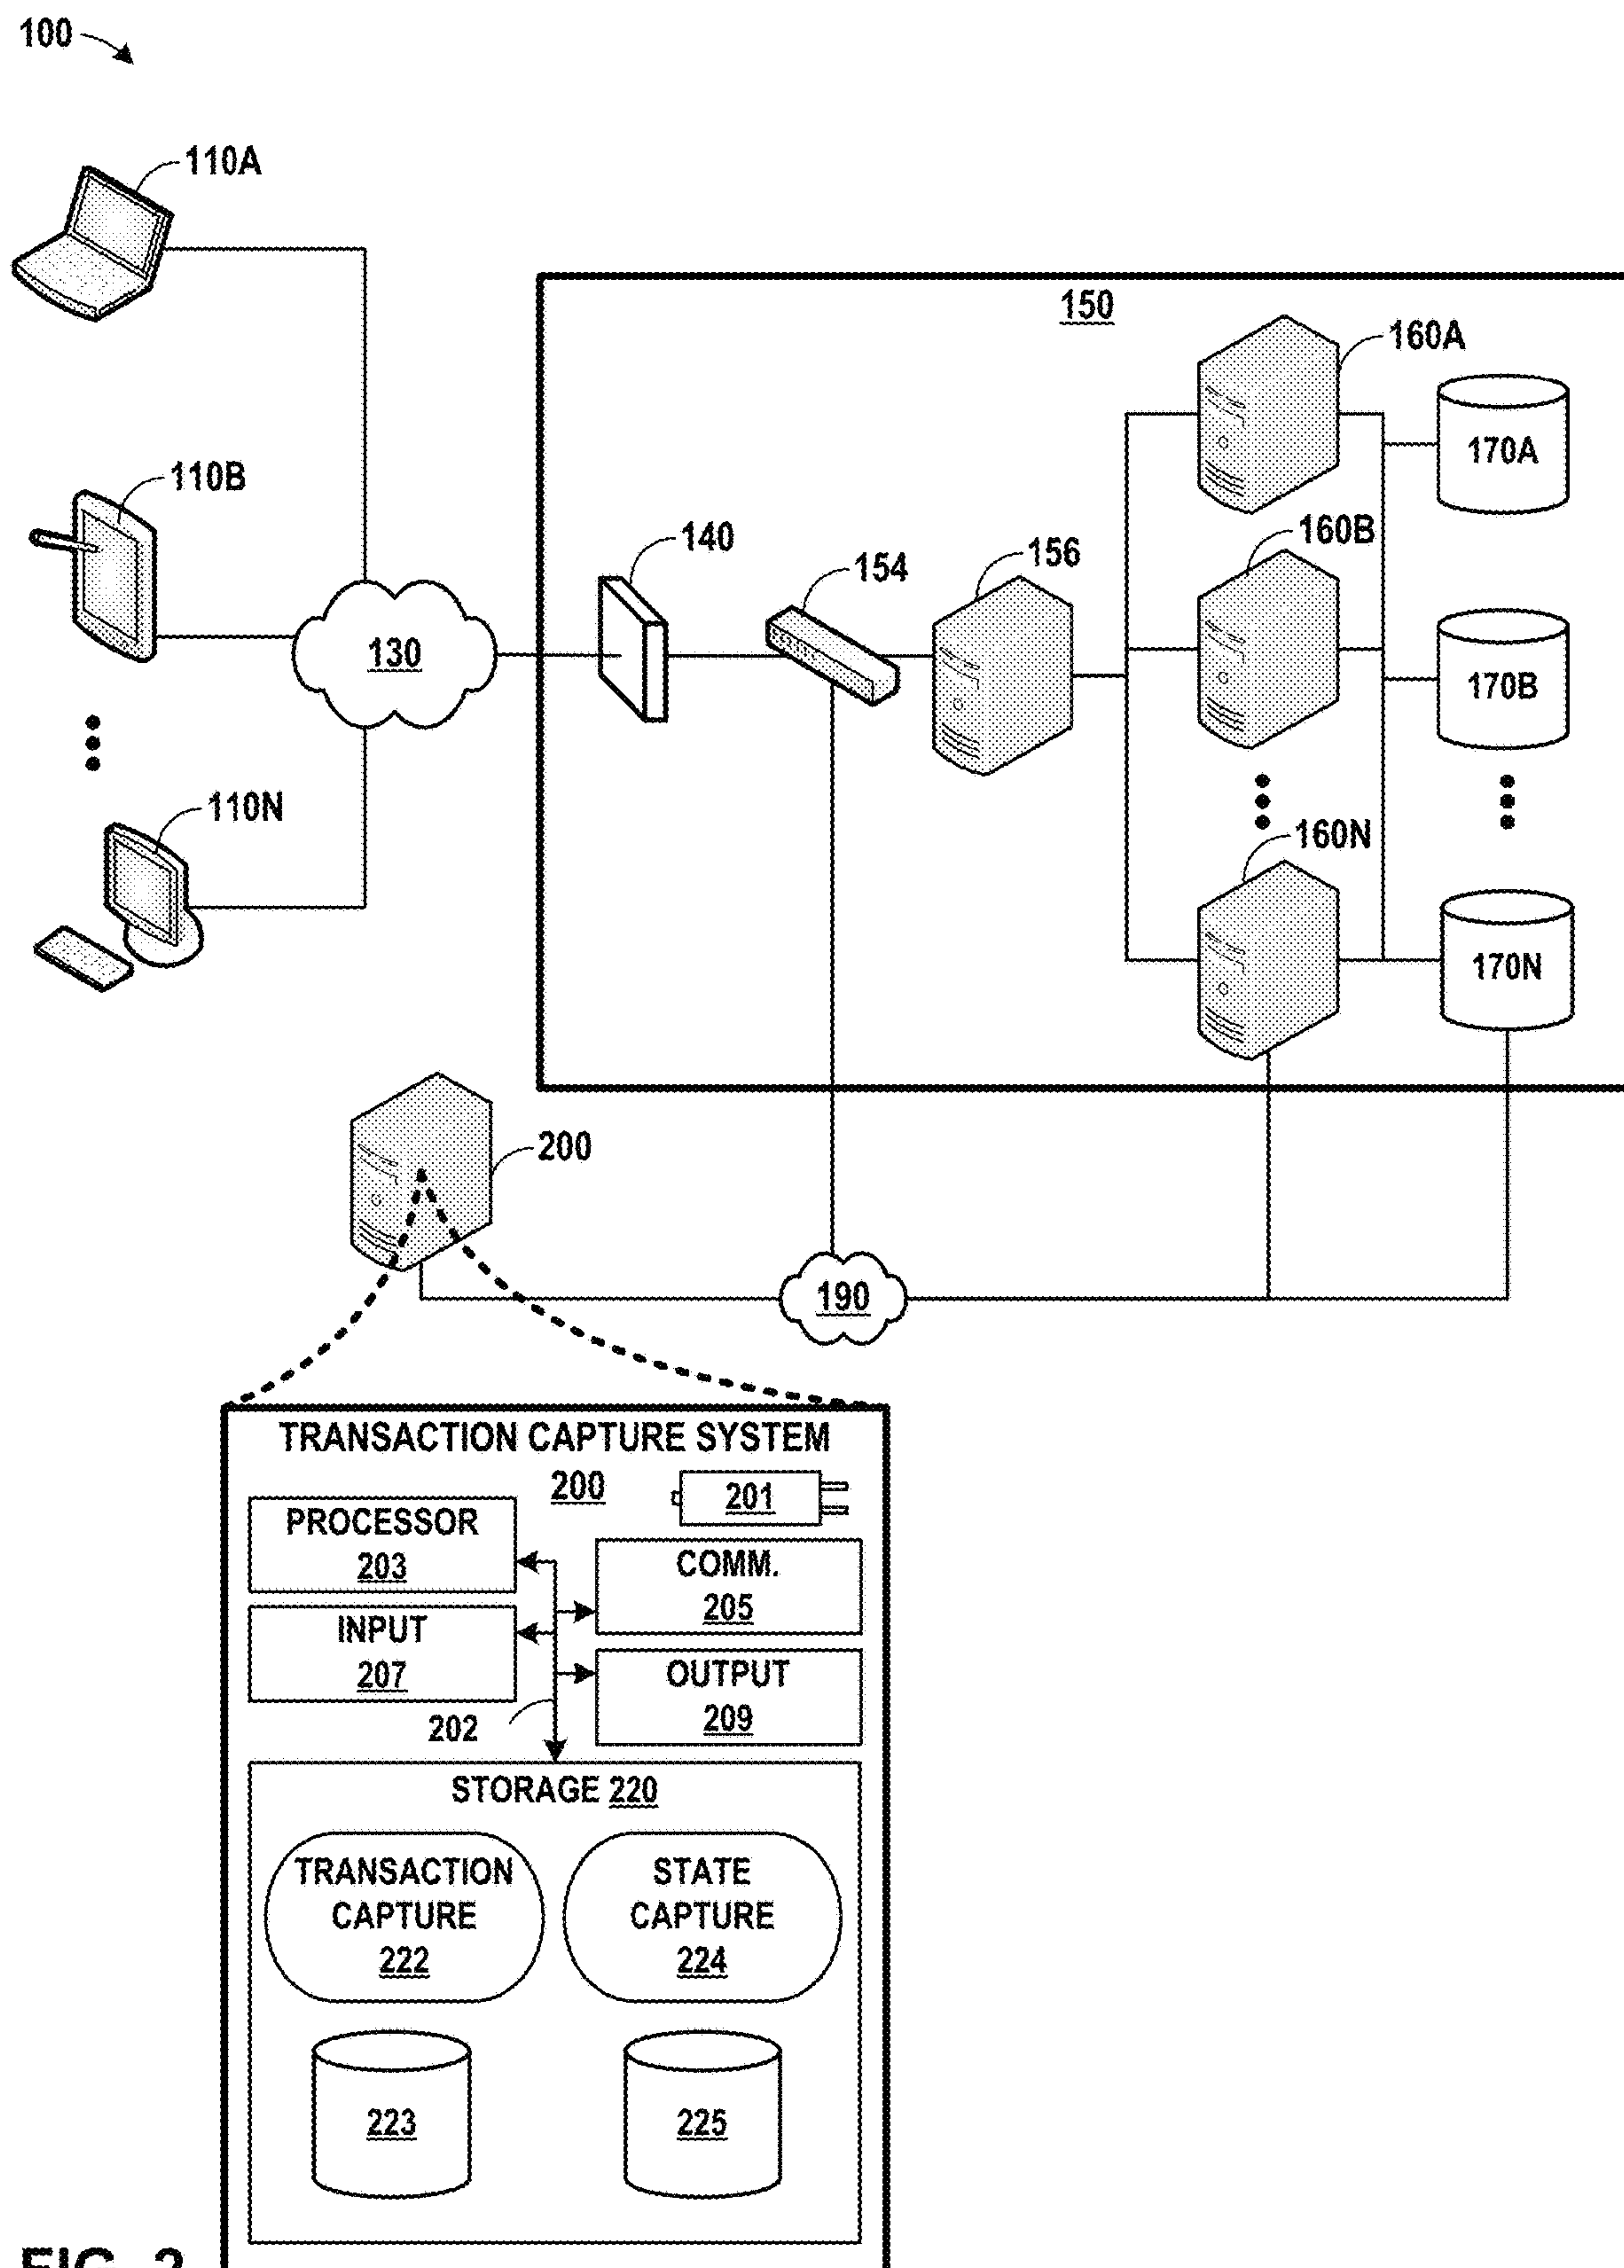 100
110A
150
160A
170A
110B
140
154
156
160B
130
170B
110N
160N
170N
200
190
TRANSACTION CAPTURE SYSTEM
200
201
PROCESSOR
203
COMM.
205
INPUT
207
OUTPUT
209
202
STORAGE 220
TRANSACTION
CAPTURE
222
STATE
CAPTURE
224
223
225
FIG. 2